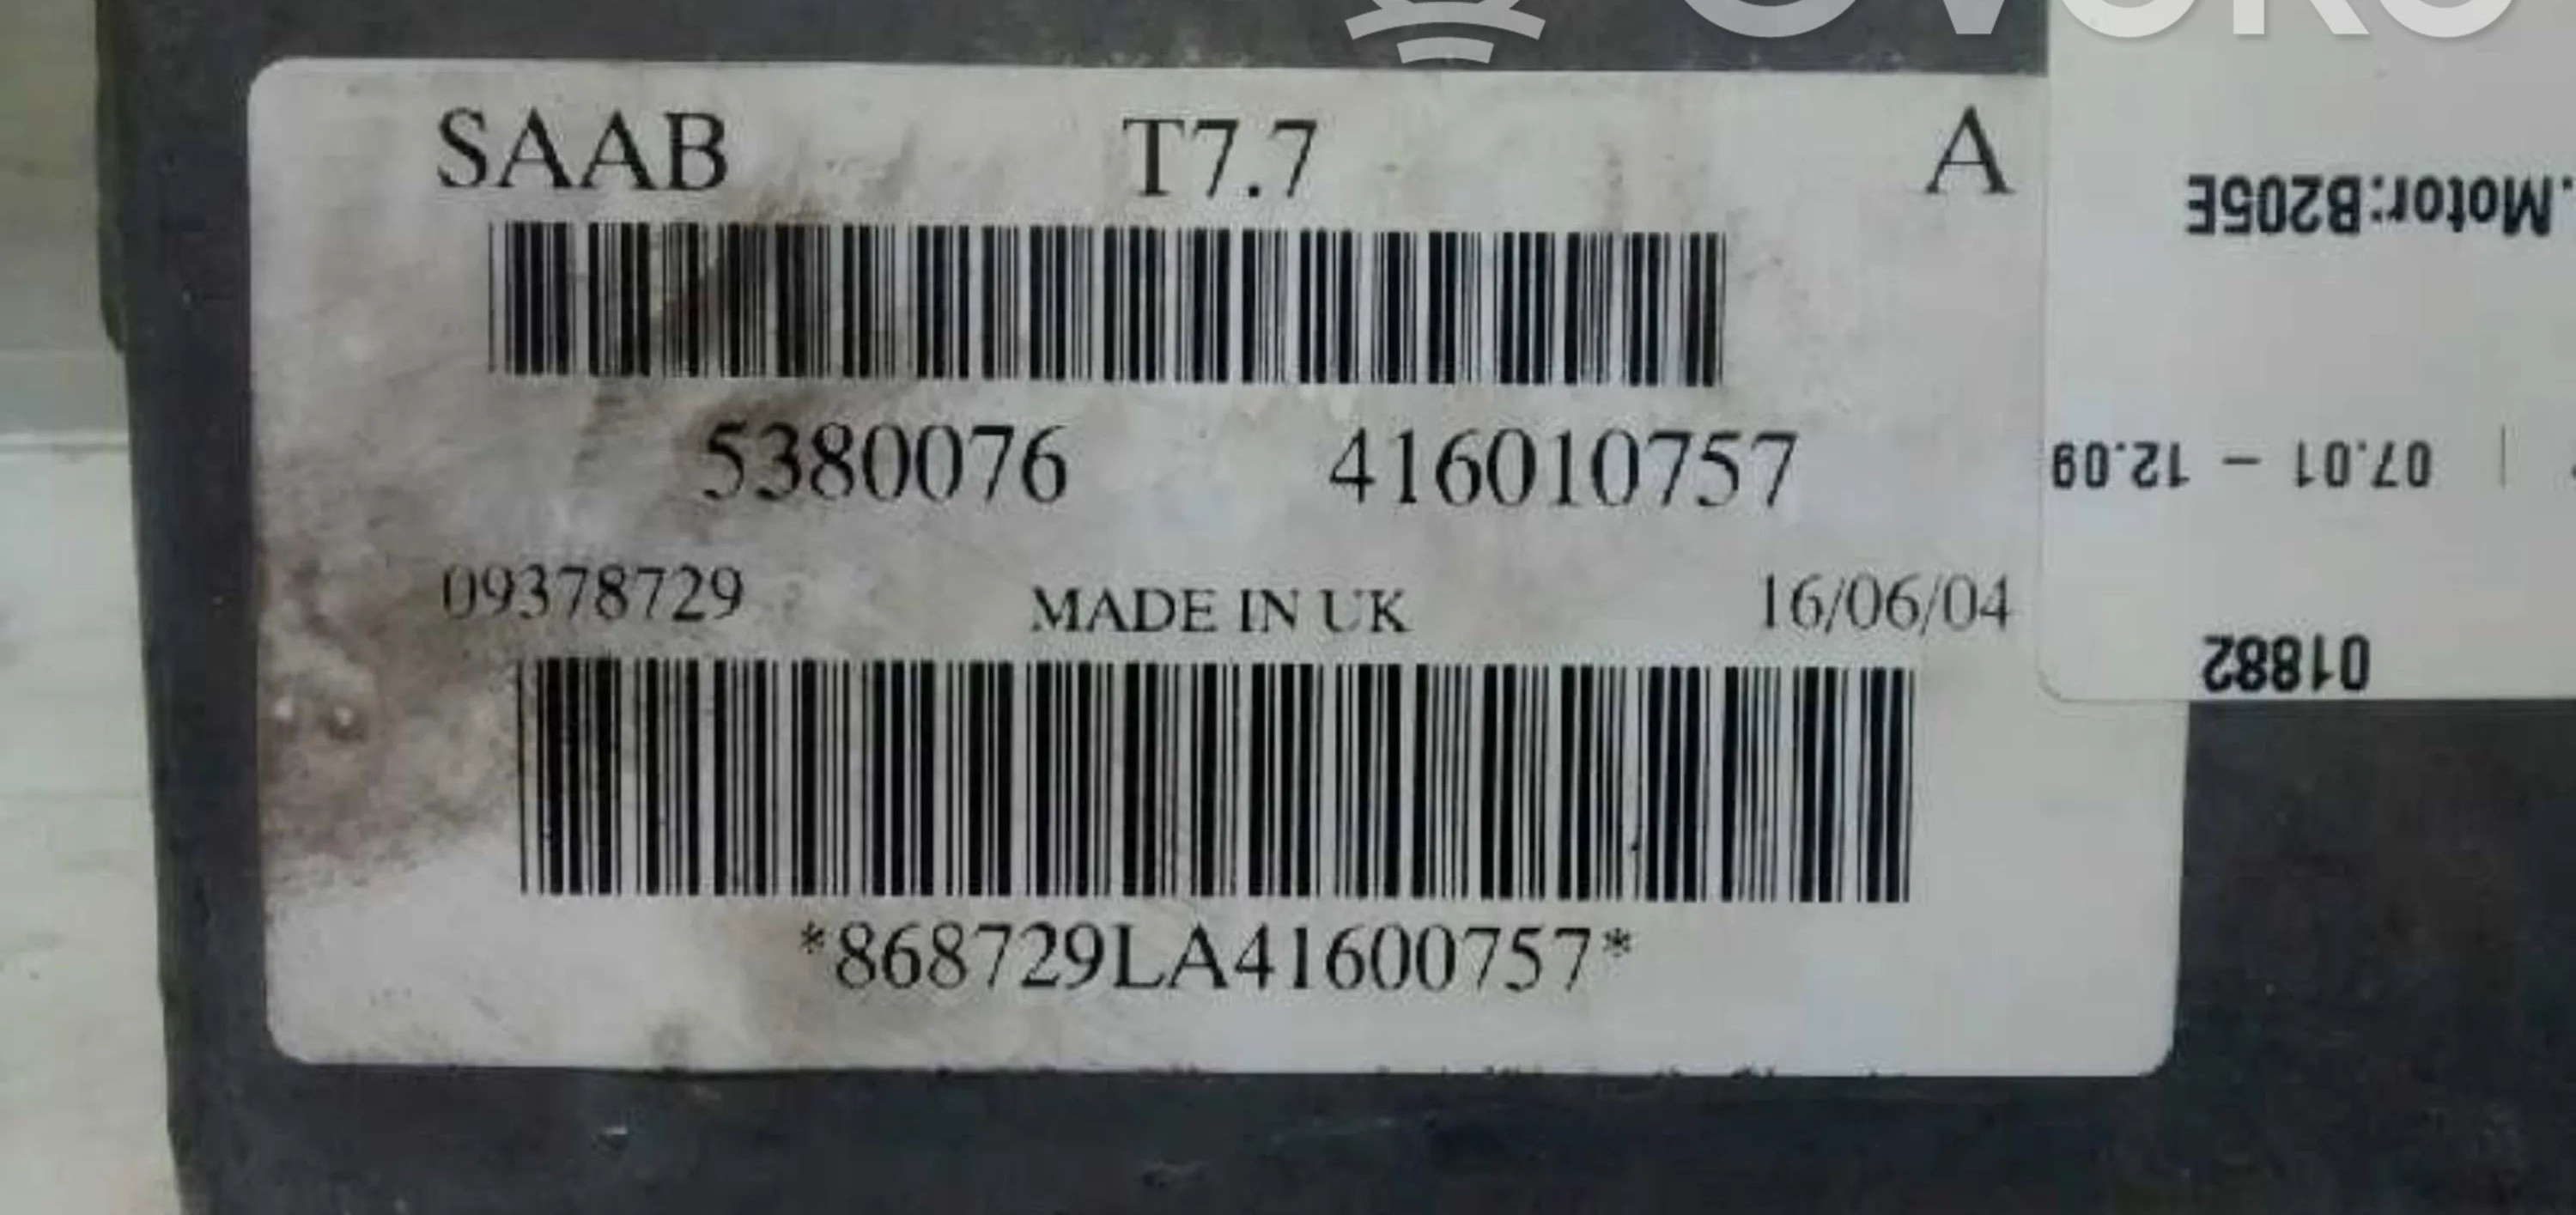 SAAB T7.7 A
5380076 416010757
09378729 MADE IN UK 16/06/04
*868729LA41600757*
.Motor:B205E
07.01 - 12.09
01882